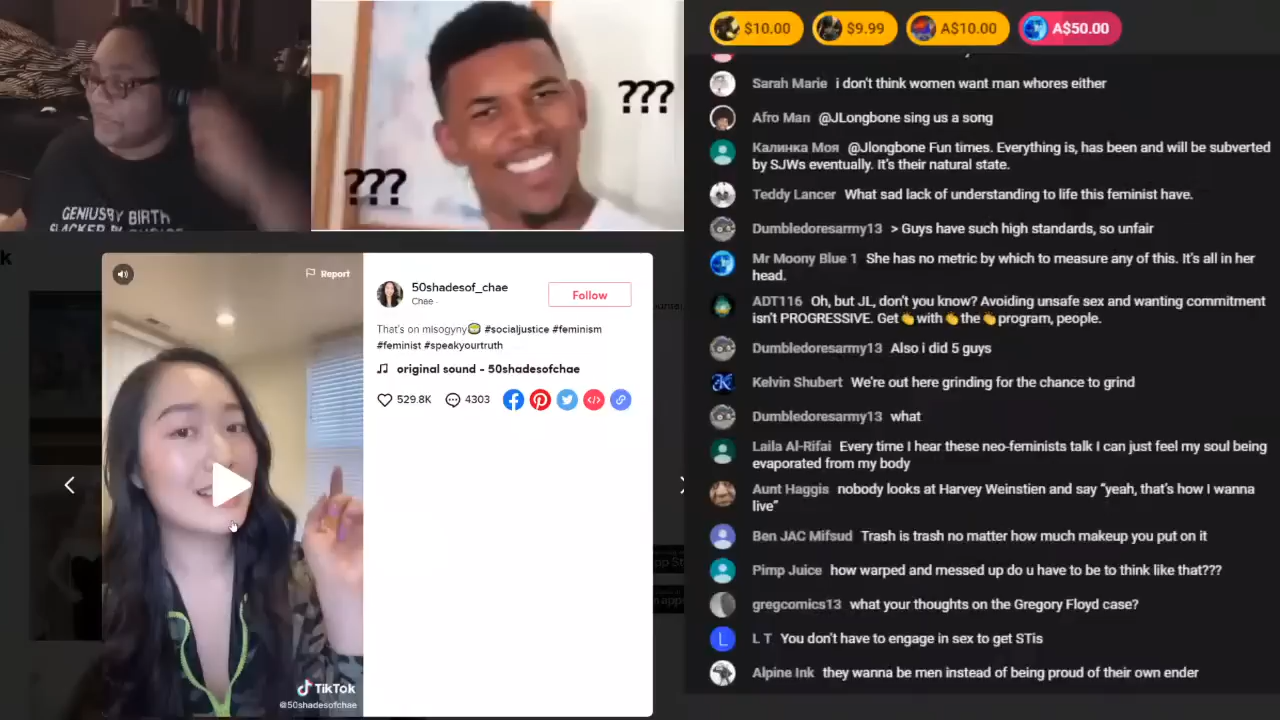 GENIUS BY BIRTH
SLACKER BY CHOICE
???
???
$10.00
$9.99
A$10.00
A$50.00
Sarah Marie i don't think women want man whores either
Afro Man @JLongbone sing us a song
Калинка Моя @Jlongbone Fun times. Everything is, has been and will be subverted
by SJWs eventually. It's their natural state.
Teddy Lancer What sad lack of understanding to life this feminist have.
Dumbledoresarmy13 > Guys have such high standards, so unfair
Mr Moony Blue 1 She has no metric by which to measure any of this. It's all in her
head.
ADT116 Oh, but JL, don't you know? Avoiding unsafe sex and wanting commitment
isn't PROGRESSIVE. Get👏with👏the👏program, people.
Dumbledoresarmy13 Also i did 5 guys
Kelvin Shubert We're out here grinding for the chance to grind
Dumbledoresarmy13 what
Laila Al-Rifai Every time I hear these neo-feminists talk I can just feel my soul being
evaporated from my body
Aunt Haggis nobody looks at Harvey Weinstien and say “yeah, that's how I wanna
live”
Ben JAC Mifsud Trash is trash no matter how much makeup you put on it
Pimp Juice how warped and messed up do u have to be to think like that???
gregcomics13 what your thoughts on the Gregory Floyd case?
L
L T You don't have to engage in sex to get STis
Alpine Ink they wanna be men instead of being proud of their own ender
k
Report
50shadesof_chae
Chae ·
Follow
That's on misogyny🍵 #socialjustice #feminism
#feminist #speakyourtruth
original sound - 50shadesofchae
529.8K
4303
TikTok
@50shadesofchae